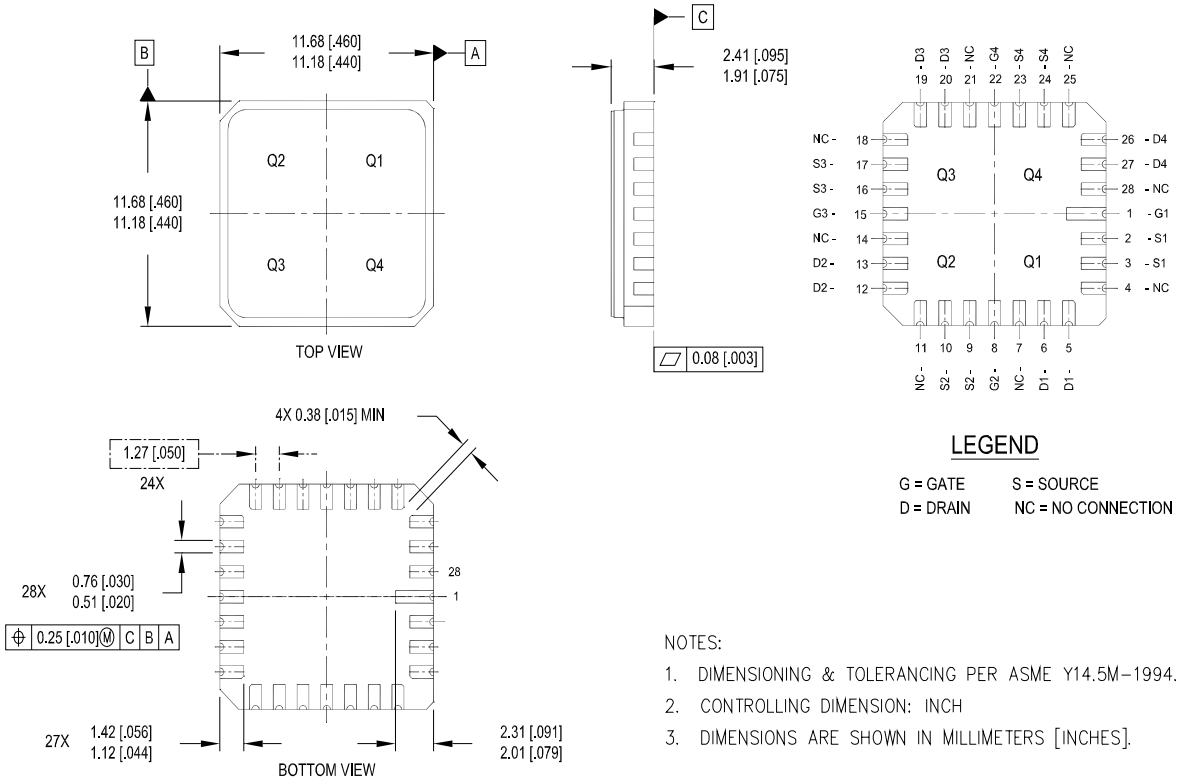 B
11.68 [.460]
11.18 [.440]
A
11.68 [.460]
11.18 [.440]
Q2
Q1
Q3
Q4
TOP VIEW
C
2.41 [.095]
1.91 [.075]
0.08 [.003]
19 - D3
20 - D3
21 - NC
22 - G4
23 - S4
24 - S4
25 - NC
NC - 18
S3 - 17
S3 - 16
G3 - 15
NC - 14
D2 - 13
D2 - 12
26 - D4
27 - D4
28 - NC
1 - G1
2 - S1
3 - S1
4 - NC
Q3
Q4
Q2
Q1
NC - 11
S2 - 10
S2 - 9
G2 - 8
NC - 7
D1 - 6
D1 - 5
LEGEND
G = GATE S = SOURCE
D = DRAIN NC = NO CONNECTION
4X 0.38 [.015] MIN
1.27 [.050]
24X
28X 0.76 [.030]
0.51 [.020]
⌖ 0.25 [.010]Ⓜ C B A
28
1
27X 1.42 [.056]
1.12 [.044]
2.31 [.091]
2.01 [.079]
BOTTOM VIEW
NOTES:
1. DIMENSIONING & TOLERANCING PER ASME Y14.5M-1994.
2. CONTROLLING DIMENSION: INCH
3. DIMENSIONS ARE SHOWN IN MILLIMETERS [INCHES].